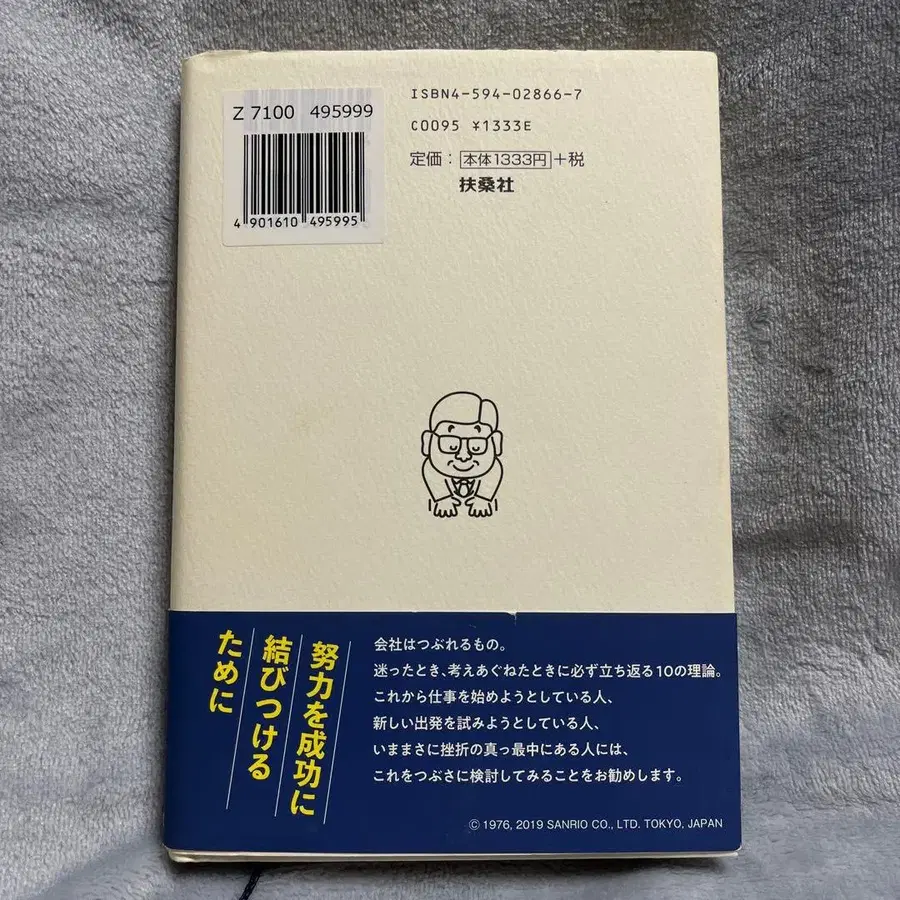 Z 7100 495999
4 901610 495995
ISBN4-594-02866-7
C0095 ¥1333E
定価：本体1333円+税
扶桑社
努力を成功に
結びつける
ために
会社はつぶれるもの。
迷ったとき、考えあぐねたときに必ず立ち返る10の理論。
これから仕事を始めようとしている人、
新しい出発を試みようとしている人、
いままさに挫折の真っ最中にある人には、
これをつぶさに検討してみることをお勧めします。
© 1976, 2019 SANRIO CO., LTD. TOKYO, JAPAN